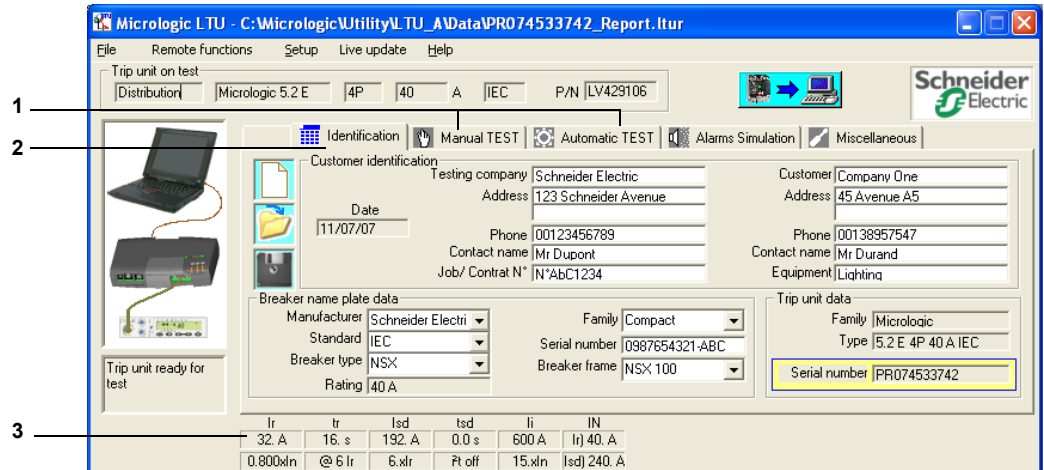 Micrologic LTU - C:\Micrologic\Utility\LTU_A\Data\PR074533742_Report.ltur
File Remote functions Setup Live update Help
Trip unit on test
Distribution Micrologic 5.2 E 4P 40 A IEC P/N LV429106
Schneider
Electric
1
2
Identification Manual TEST Automatic TEST Alarms Simulation Miscellaneous
Customer identification
Testing company Schneider Electric Customer Company One
Address 123 Schneider Avenue Address 45 Avenue A5
Date
11/07/07
Phone 00123456789 Phone 00138957547
Contact name Mr Dupont Contact name Mr Durand
Job/ Contrat N° N°AbC1234 Equipment Lighting
Breaker name plate data Trip unit data
Manufacturer Schneider Electri Family Compact Family Micrologic
Standard IEC Serial number 0987654321-ABC Type 5.2 E 4P 40 A IEC
Breaker type NSX Breaker frame NSX 100 Serial number PR074533742
Rating 40 A
Trip unit ready for
test
3
Ir tr Isd tsd Ii IN
32. A 16. s 192. A 0.0 s 600 A Ir) 40. A
0.800xIn @ 6 Ir 6.xIr I²t off 15.xIn Isd) 240. A